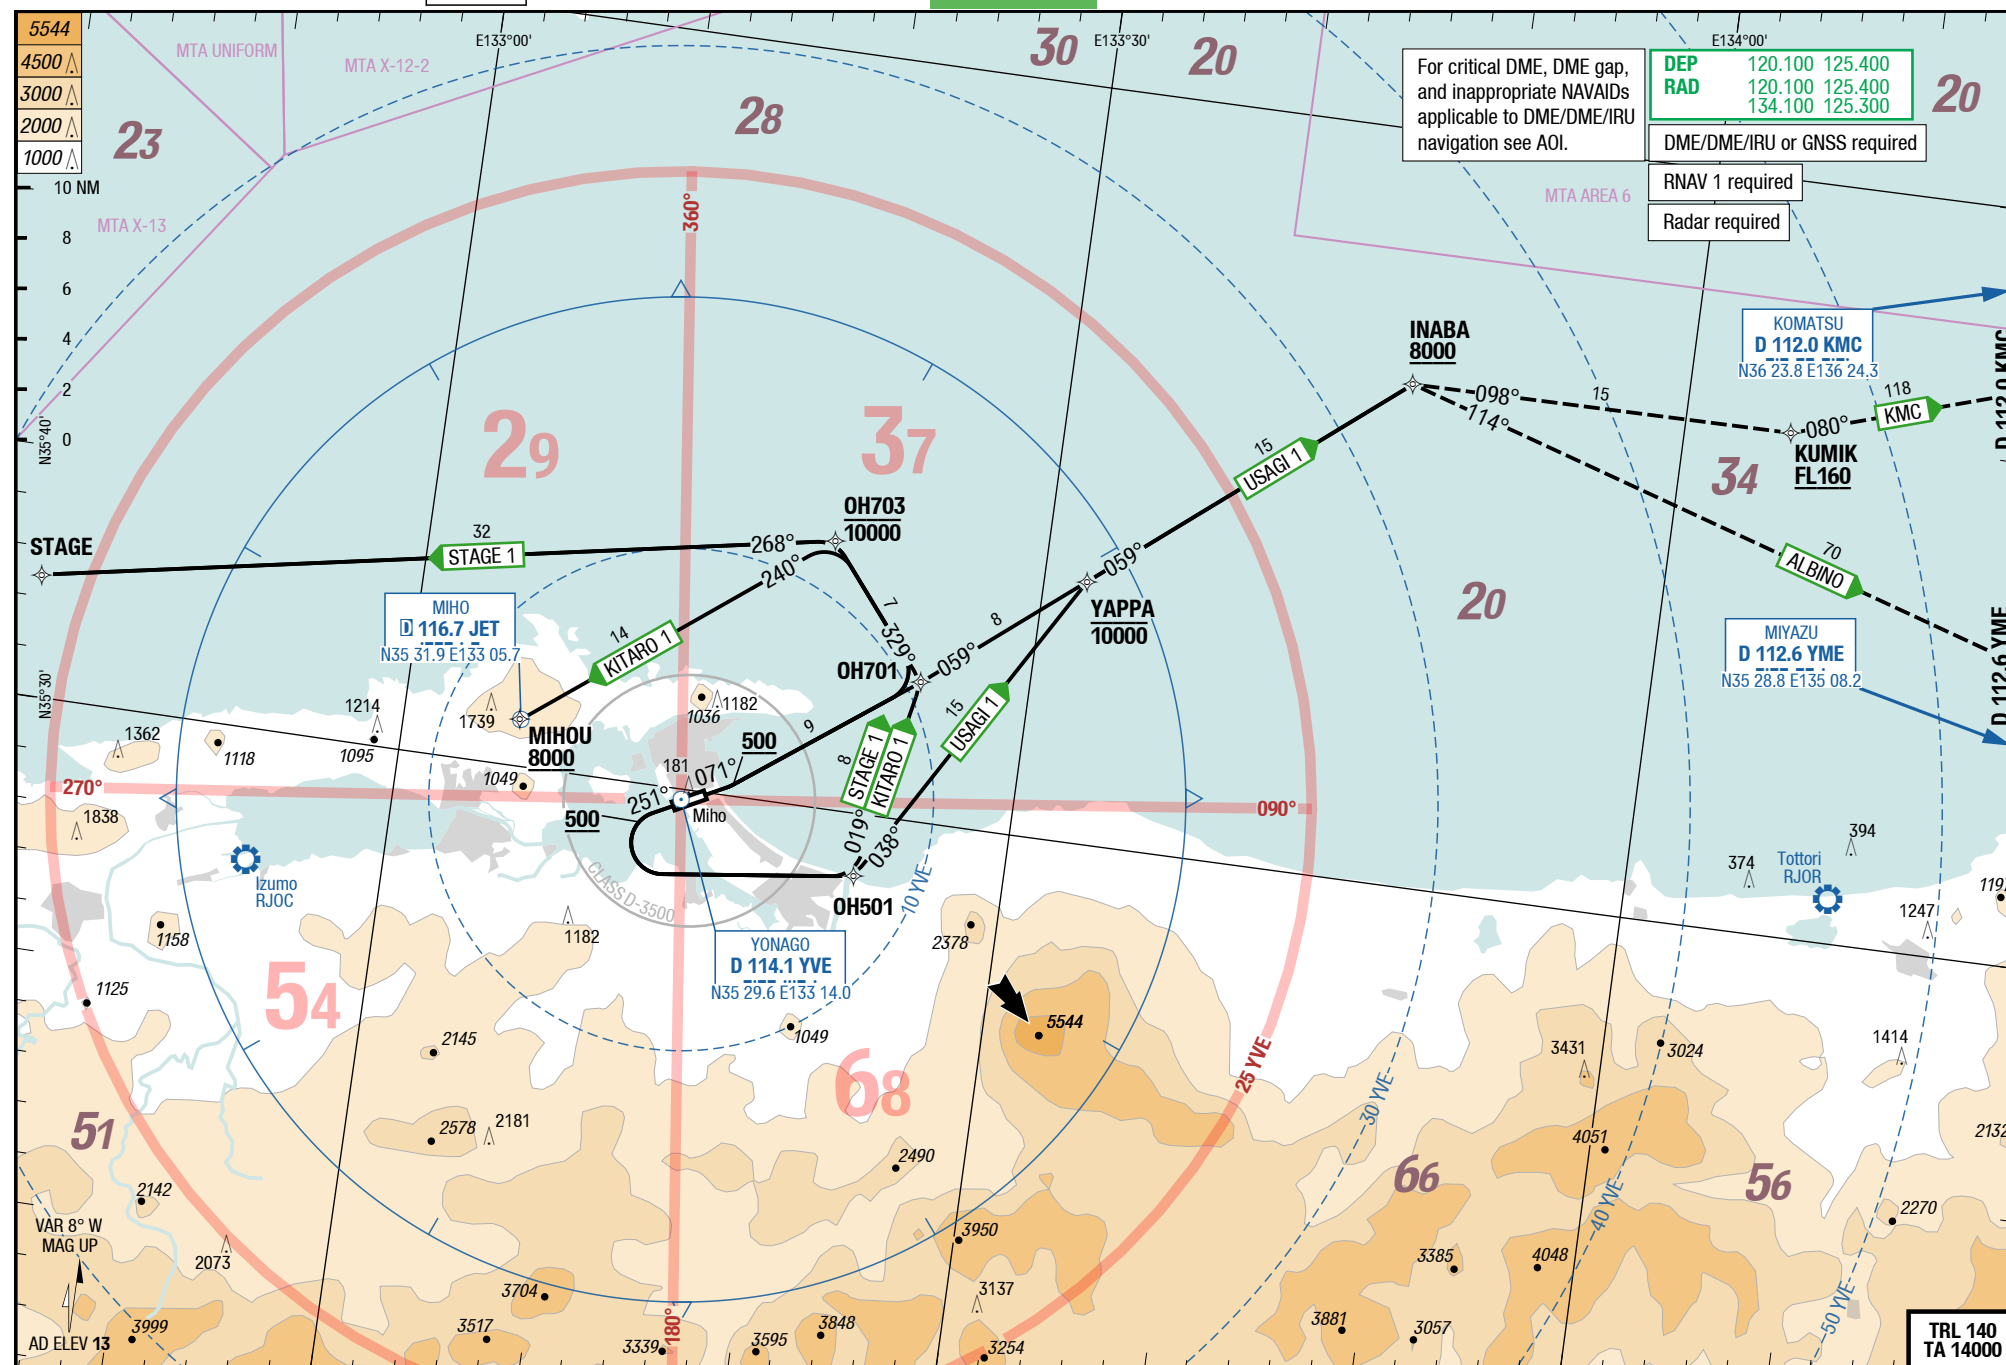 5544
4500
3000
2000
1000
10 NM
8
6
4
2
0
MTA UNIFORM
MTA X-12-2
MTA X-13
E133°00'
E133°30'
E134°00'
23
28
30
20
20
For critical DME, DME gap,
and inappropriate NAVAIDs
applicable to DME/DME/IRU
navigation see AOI.
DEP 120.100 125.400
RAD 120.100 125.400
134.100 125.300
DME/DME/IRU or GNSS required
RNAV 1 required
Radar required
MTA AREA 6
360°
KOMATSU
D 112.0 KMC
N36 23.8 E136 24.3
INABA
8000
098°
15
114°
080°
118
KMC
D 112.0 KMC
KUMIK
FL160
34
N35°40'
29
37
15
USAGI 1
OH703
10000
STAGE
32
STAGE 1
268°
240°
059°
70
ALBINO
20
MIHO
D 116.7 JET
N35 31.9 E133 05.7
14
KITARO 1
7
329°
8
059°
YAPPA
10000
OH701
MIYAZU
D 112.6 YME
N35 28.8 E135 08.2
D 112.6 YME
N35°30'
1214
1095
1362
1118
1739
MIHOU
8000
1049
1036
1182
9
500
181
071°
251°
500
Miho
8
STAGE 1
KITARO 1
15
USAGI 1
019°
038°
270°
090°
1838
Izumo
RJOC
CLASS D-3500
OH501
10 YVE
394
374
Tottori
RJOR
1197
1247
1158
1182
2378
YONAGO
D 114.1 YVE
N35 29.6 E133 14.0
1125
54
2145
1049
5544
68
25 YVE
30 YVE
3431
3024
1414
51
2578
2181
2490
4051
2132
66
56
2142
40 YVE
2270
VAR 8° W
MAG UP
2073
3950
3385
4048
3704
3137
50 YVE
AD ELEV 13
3999
3517
3339
180°
3595
3848
3254
3881
3057
TRL 140
TA 14000